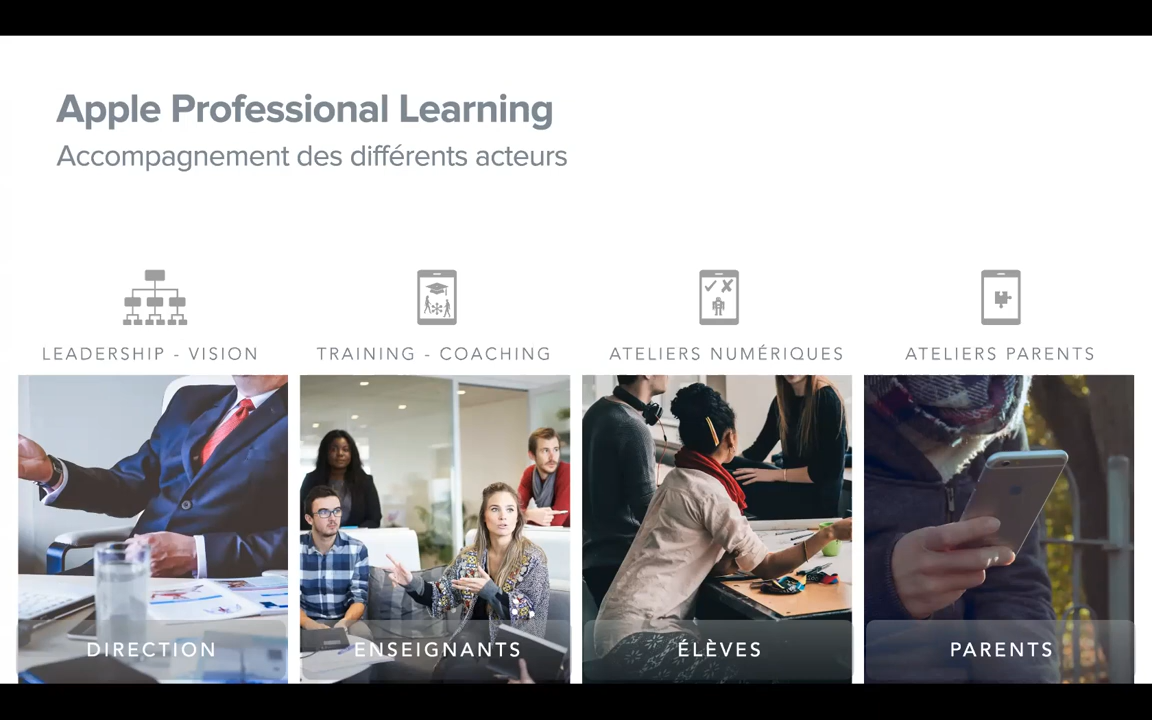 Apple Professional Learning
Accompagnement des différents acteurs
LEADERSHIP - VISION
TRAINING - COACHING
ATELIERS NUMÉRIQUES
ATELIERS PARENTS
DIRECTION
ENSEIGNANTS
ÉLÈVES
PARENTS